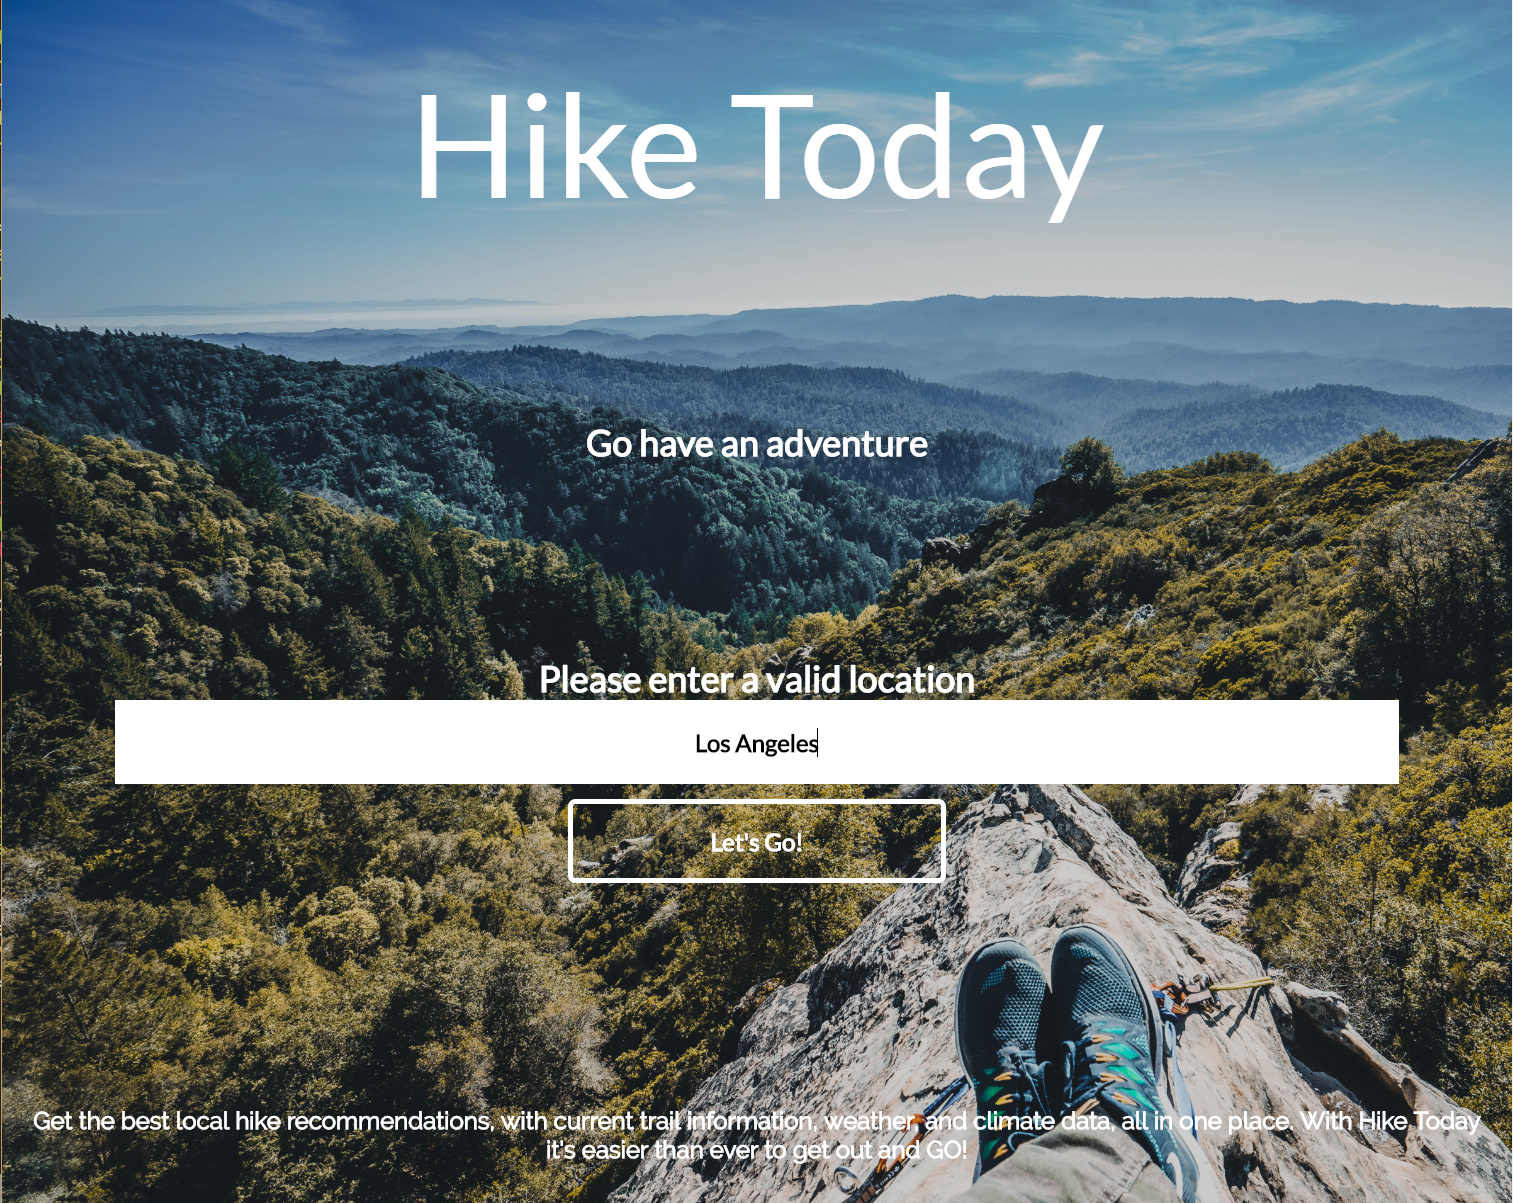 Hike Today
Go have an adventure
Please enter a valid location
Los Angeles
Let's Go!
Get the best local hike recommendations, with current trail information, weather, and climate data, all in one place. With Hike Today
it's easier than ever to get out and GO!